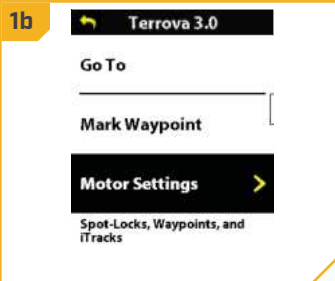 1b
Terrova 3.0
Go To
Mark Waypoint
Motor Settings
Spot-Locks, Waypoints, and
iTracks